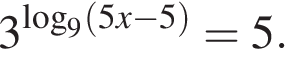 $3^{\log_9(5x-5)} = 5.$